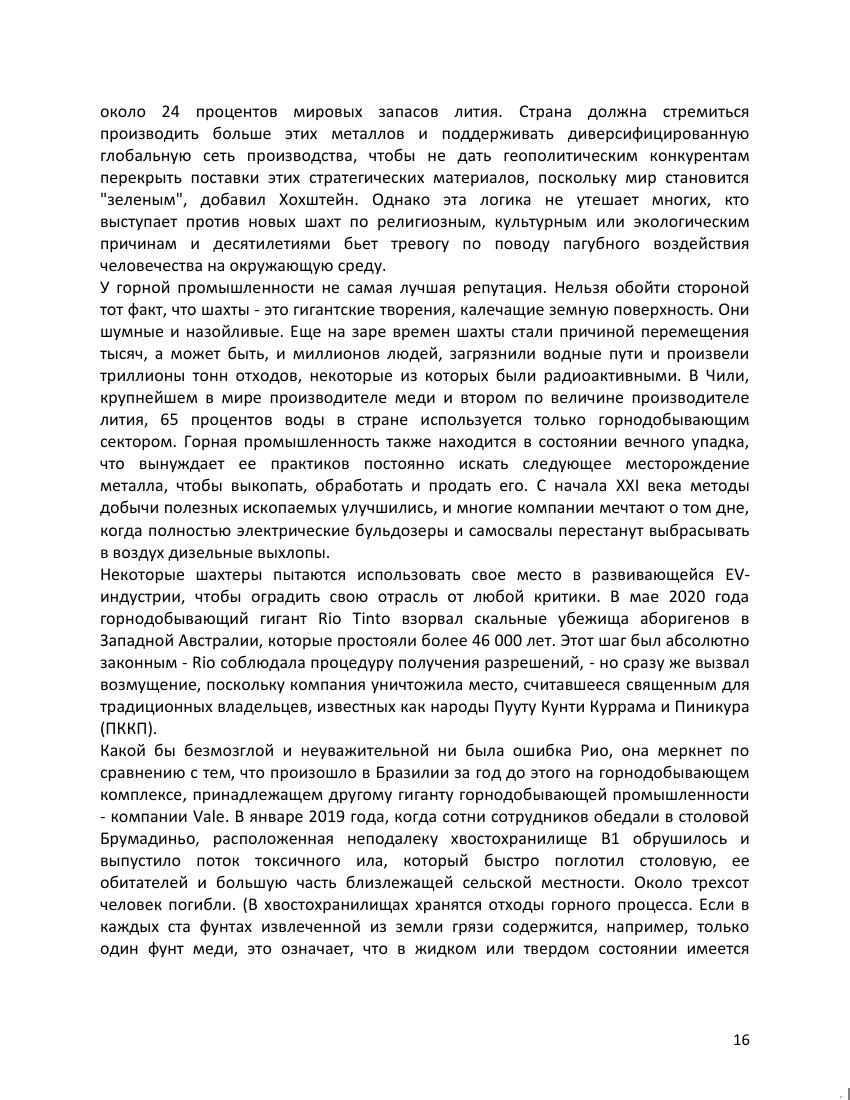 около 24 процентов мировых запасов лития. Страна должна стремиться
производить больше этих металлов и поддерживать диверсифицированную
глобальную сеть производства, чтобы не дать геополитическим конкурентам
перекрыть поставки этих стратегических материалов, поскольку мир становится
"зеленым", добавил Хохштейн. Однако эта логика не утешает многих, кто
выступает против новых шахт по религиозным, культурным или экологическим
причинам и десятилетиями бьет тревогу по поводу пагубного воздействия
человечества на окружающую среду.
У горной промышленности не самая лучшая репутация. Нельзя обойти стороной
тот факт, что шахты - это гигантские творения, калечащие земную поверхность. Они
шумные и назойливые. Еще на заре времен шахты стали причиной перемещения
тысяч, а может быть, и миллионов людей, загрязнили водные пути и произвели
триллионы тонн отходов, некоторые из которых были радиоактивными. В Чили,
крупнейшем в мире производителе меди и втором по величине производителе
лития, 65 процентов воды в стране используется только горнодобывающим
сектором. Горная промышленность также находится в состоянии вечного упадка,
что вынуждает ее практиков постоянно искать следующее месторождение
металла, чтобы выкопать, обработать и продать его. С начала XXI века методы
добычи полезных ископаемых улучшились, и многие компании мечтают о том дне,
когда полностью электрические бульдозеры и самосвалы перестанут выбрасывать
в воздух дизельные выхлопы.
Некоторые шахтеры пытаются использовать свое место в развивающейся EV-
индустрии, чтобы оградить свою отрасль от любой критики. В мае 2020 года
горнодобывающий гигант Rio Tinto взорвал скальные убежища аборигенов в
Западной Австралии, которые простояли более 46 000 лет. Этот шаг был абсолютно
законным - Rio соблюдала процедуру получения разрешений, - но сразу же вызвал
возмущение, поскольку компания уничтожила место, считавшееся священным для
традиционных владельцев, известных как народы Пууту Кунти Куррама и Пиникура
(ПККП).
Какой бы безмозглой и неуважительной ни была ошибка Рио, она меркнет по
сравнению с тем, что произошло в Бразилии за год до этого на горнодобывающем
комплексе, принадлежащем другому гиганту горнодобывающей промышленности
- компании Vale. В январе 2019 года, когда сотни сотрудников обедали в столовой
Брумадиньо, расположенная неподалеку хвостохранилище B1 обрушилось и
выпустило поток токсичного ила, который быстро поглотил столовую, ее
обитателей и большую часть близлежащей сельской местности. Около трехсот
человек погибли. (В хвостохранилищах хранятся отходы горного процесса. Если в
каждых ста фунтах извлеченной из земли грязи содержится, например, только
один фунт меди, это означает, что в жидком или твердом состоянии имеется
16